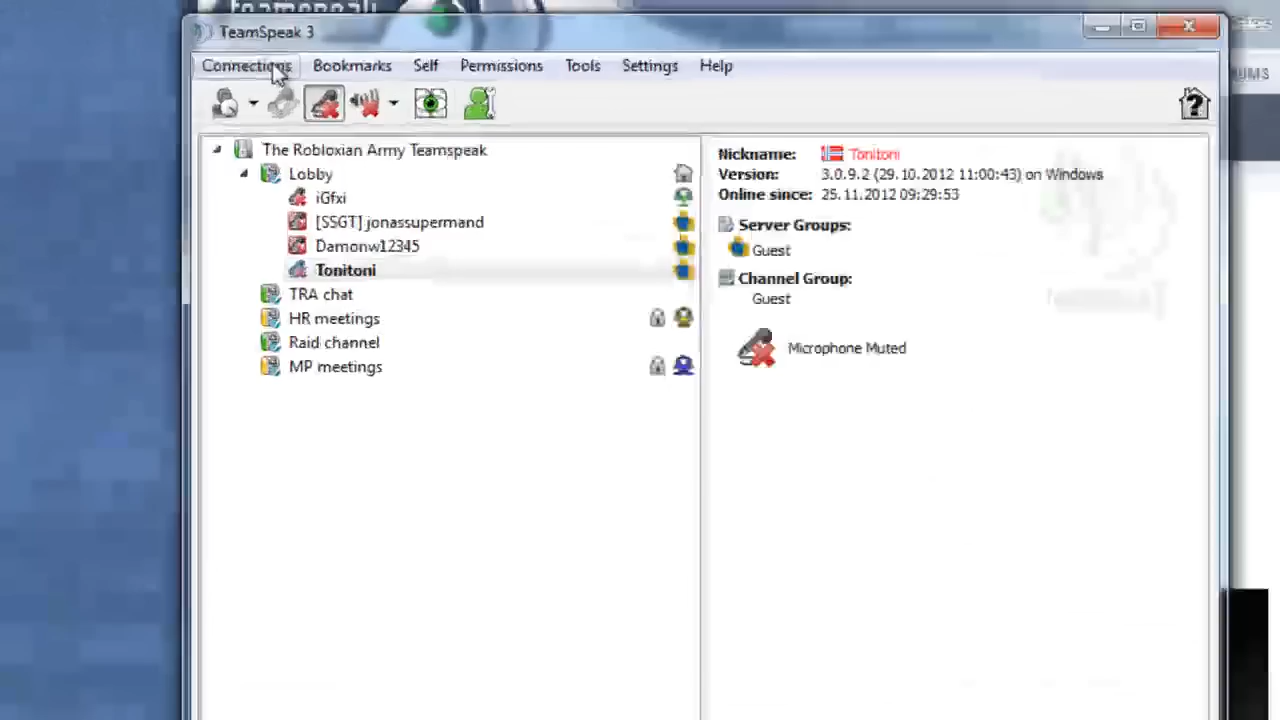 TeamSpeak 3
Connections Bookmarks Self Permissions Tools Settings Help
UMS
The Robloxian Army Teamspeak
Lobby
iGfxi
[SSGT] jonassupermand
Damonw12345
Tonitoni
TRA chat
HR meetings
Raid channel
MP meetings
Nickname: Tonitoni
Version: 3.0.9.2 (29.10.2012 11:00:43) on Windows
Online since: 25.11.2012 09:29:53
Server Groups:
Guest
Channel Group:
Guest
Microphone Muted